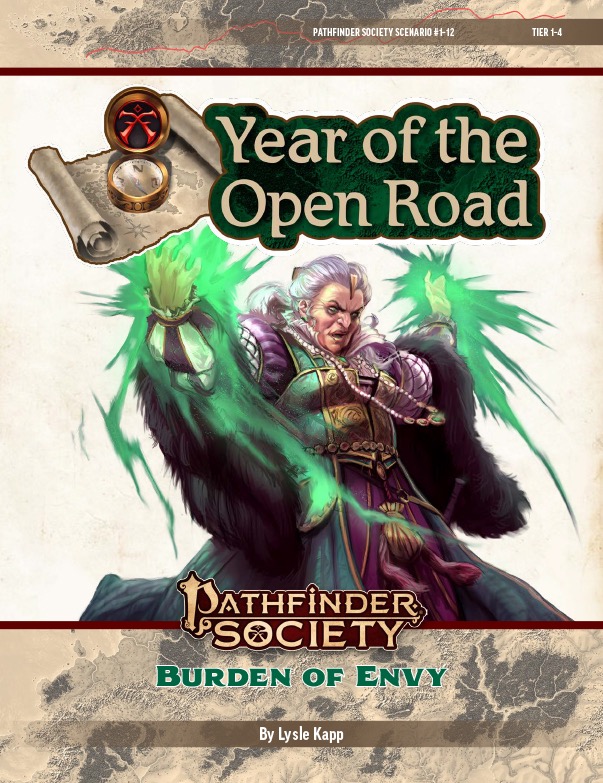 PATHFINDER SOCIETY SCENARIO #1-12 TIER 1-4
Year of the
Open Road
PATHFINDER
SOCIETY
BURDEN OF ENVY
By Lysle Kapp